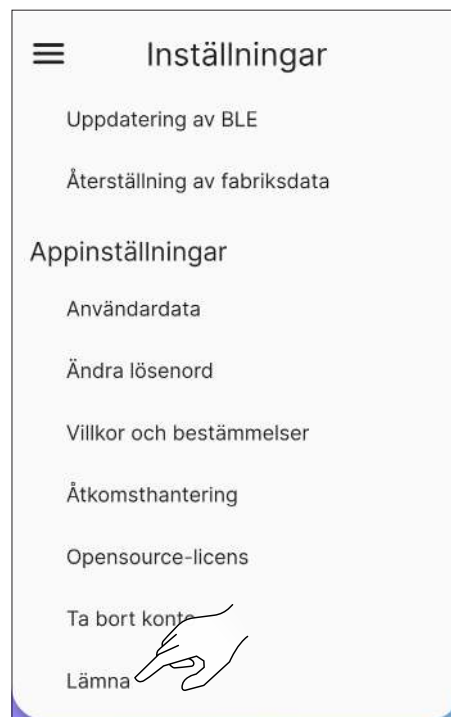 Inställningar
Uppdatering av BLE
Återställning av fabriksdata
Appinställningar
Användardata
Ändra lösenord
Villkor och bestämmelser
Åtkomsthantering
Opensource-licens
Ta bort konto
Lämna